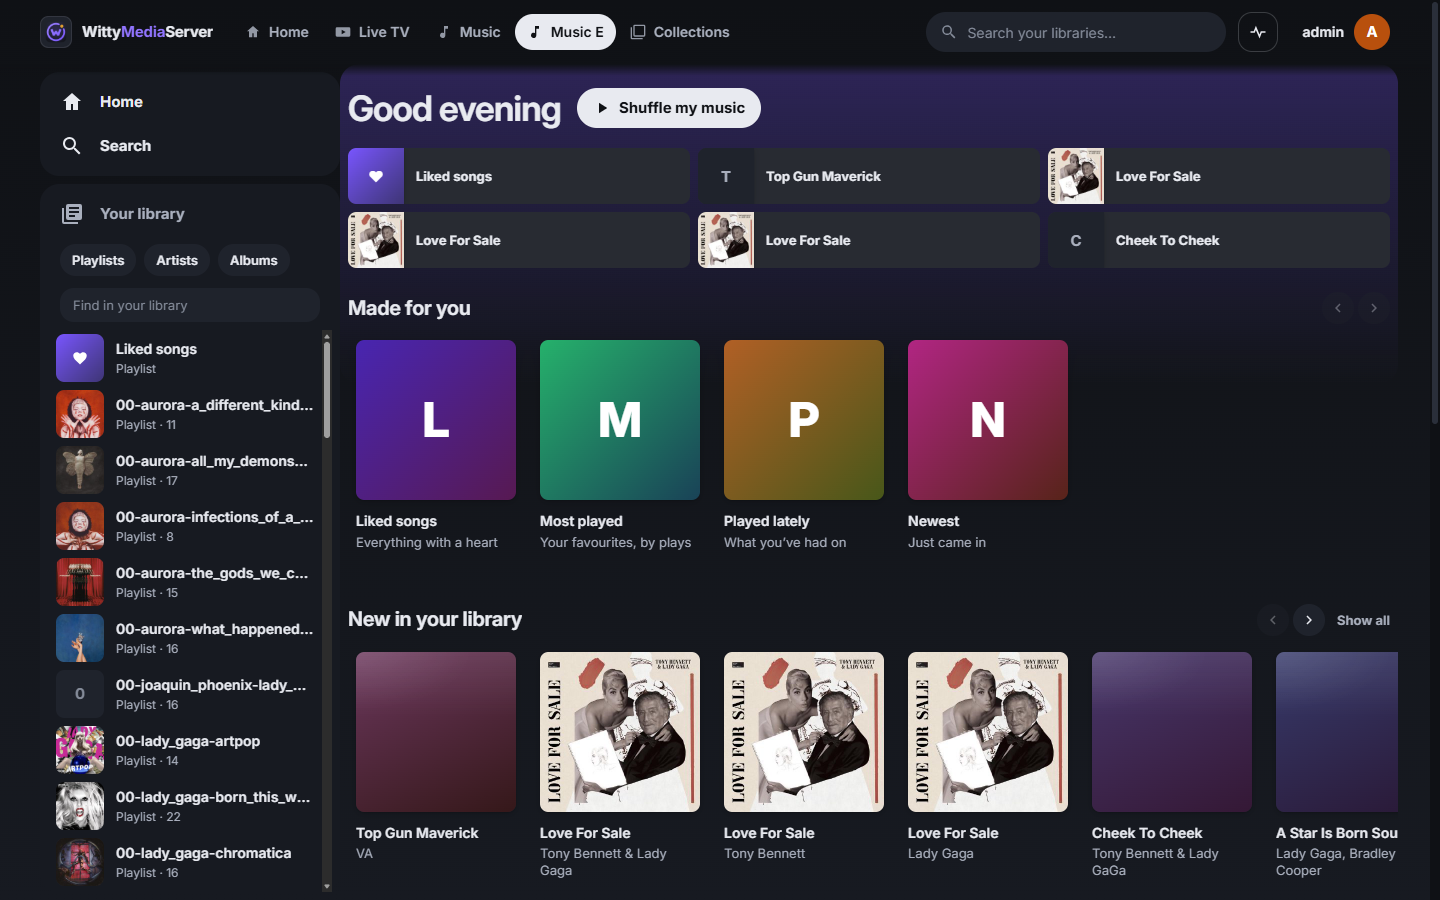 WittyMediaServer
Home
Live TV
Music
Music E
Collections
Search your libraries...
admin
A
Home
Search
Your library
Playlists
Artists
Albums
Find in your library
Liked songs
Playlist
00-aurora-a_different_kind...
Playlist · 11
00-aurora-all_my_demons...
Playlist · 17
00-aurora-infections_of_a_...
Playlist · 8
00-aurora-the_gods_we_c...
Playlist · 15
00-aurora-what_happened...
Playlist · 16
0
00-joaquin_phoenix-lady_...
Playlist · 16
00-lady_gaga-artpop
Playlist · 14
00-lady_gaga-born_this_w...
Playlist · 22
00-lady_gaga-chromatica
Playlist · 16
Good evening
Shuffle my music
Liked songs
T
Top Gun Maverick
LOVE FOR SALE
Love For Sale
LOVE FOR SALE
Love For Sale
LOVE FOR SALE
Love For Sale
C
Cheek To Cheek
Made for you
L
M
P
N
Liked songs
Everything with a heart
Most played
Your favourites, by plays
Played lately
What you've had on
Newest
Just came in
New in your library
Show all
TONY BENNETT
& LADY GAGA
LOVE FOR SALE
TONY BENNETT
& LADY GAGA
LOVE FOR SALE
TONY BENNETT
& LADY GAGA
LOVE FOR SALE
Top Gun Maverick
VA
Love For Sale
Tony Bennett & Lady
Gaga
Love For Sale
Tony Bennett
Love For Sale
Lady Gaga
Cheek To Cheek
Tony Bennett & Lady
GaGa
A Star Is Born Sou
Lady Gaga, Bradley
Cooper